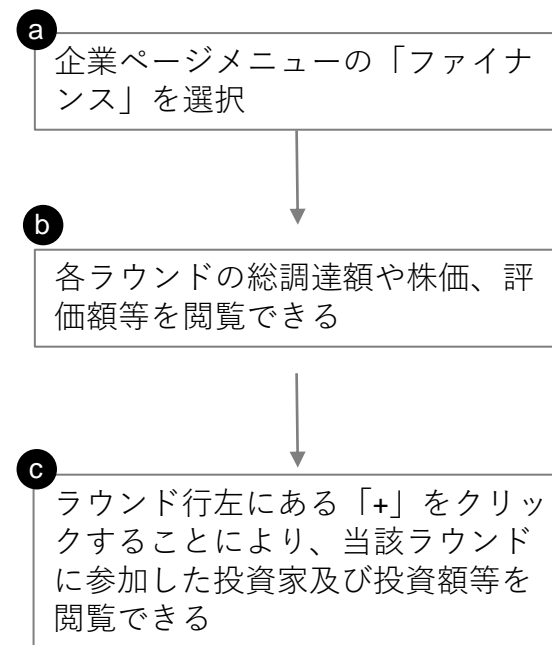 a
企業ページメニューの「ファイナ
ンス」を選択
b
各ラウンドの総調達額や株価、評
価額等を閲覧できる
c
ラウンド行左にある「+」をクリッ
クすることにより、当該ラウンド
に参加した投資家及び投資額等を
閲覧できる